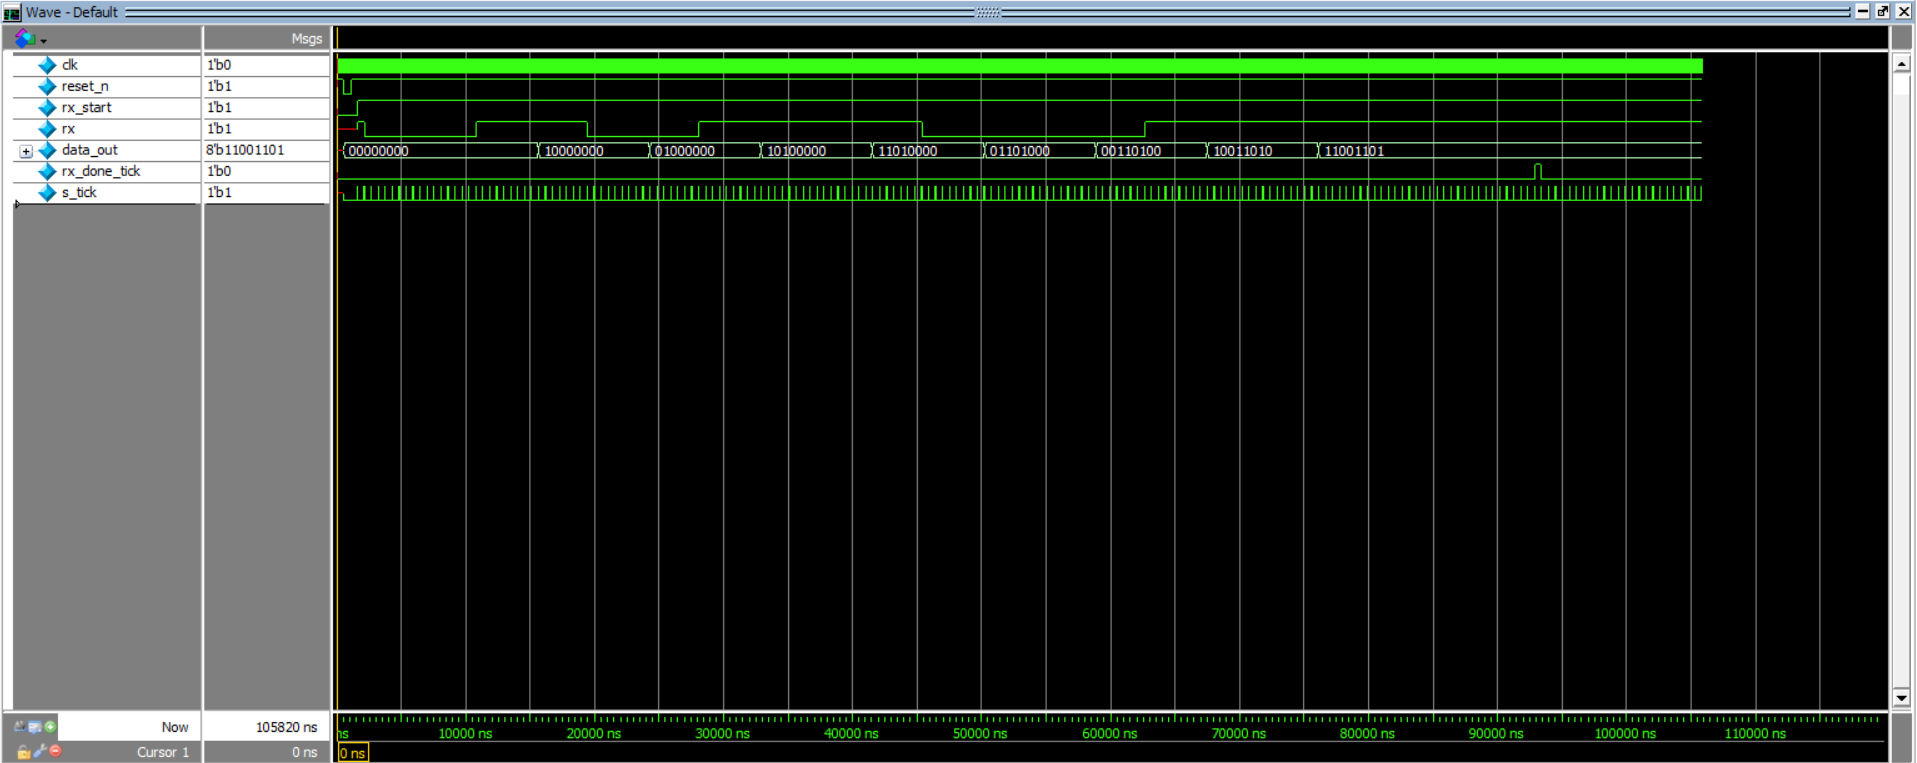 Wave - Default
Msgs
clk 1'b0
reset_n 1'b1
rx_start 1'b1
rx 1'b1
data_out 8'b11001101 00000000 10000000 01000000 10100000 11010000 01101000 00110100 10011010 11001101
rx_done_tick 1'b0
s_tick 1'b1
Now 105820 ns ns 10000 ns 20000 ns 30000 ns 40000 ns 50000 ns 60000 ns 70000 ns 80000 ns 90000 ns 100000 ns 110000 ns
Cursor 1 0 ns 0 ns